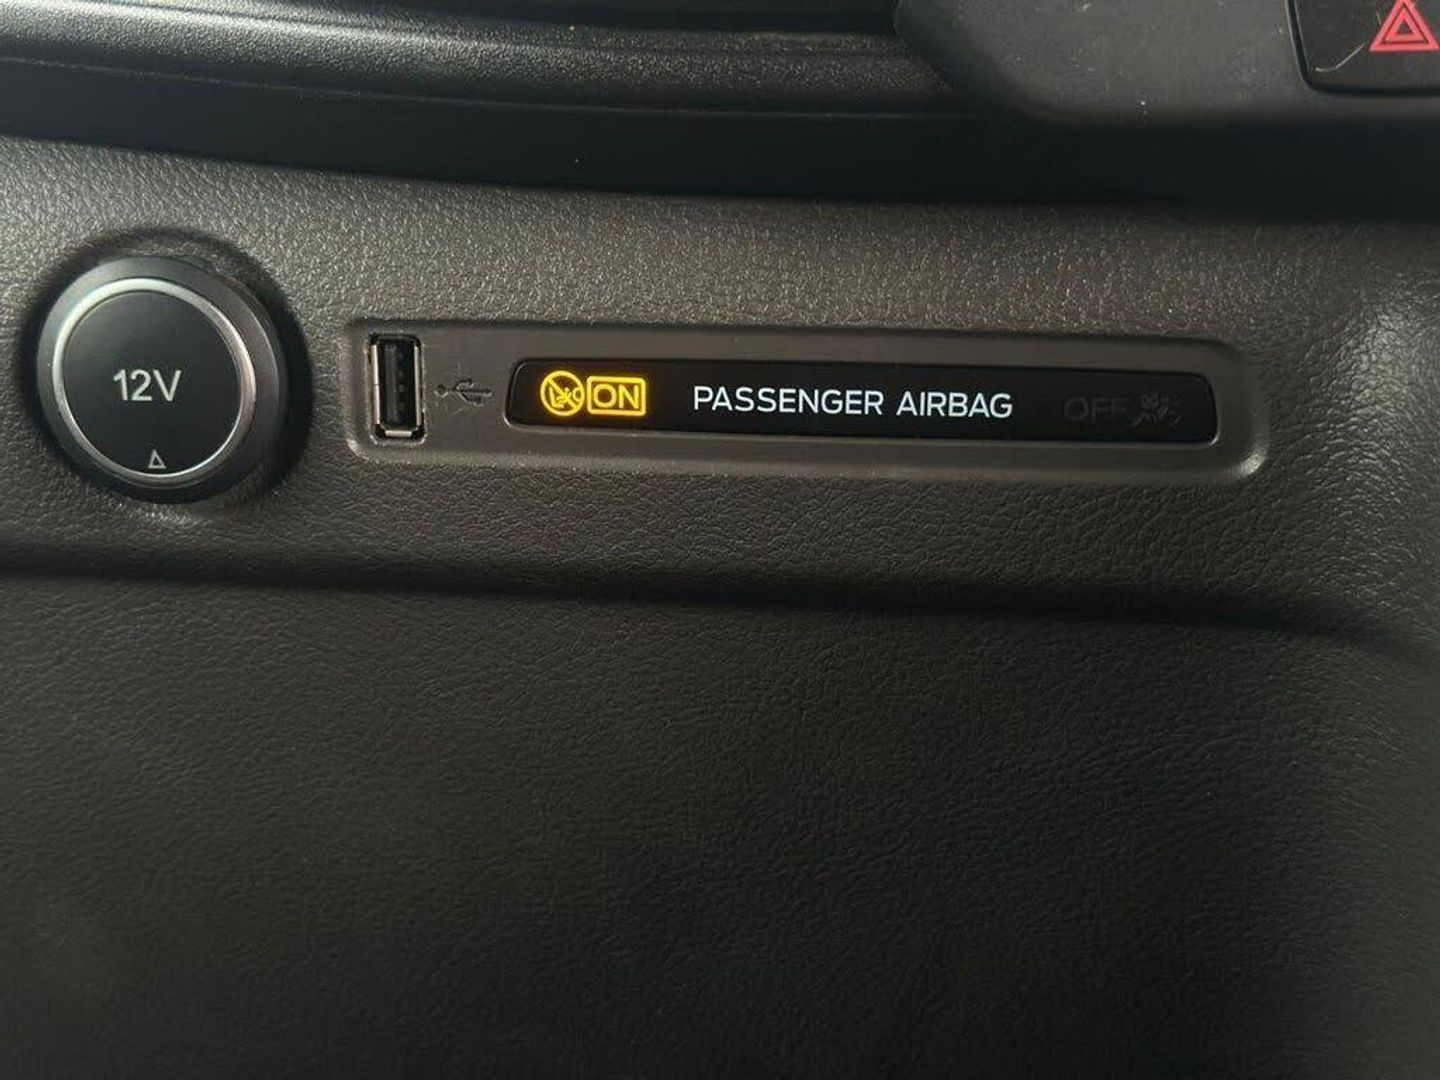 12V
ON PASSENGER AIRBAG OFF